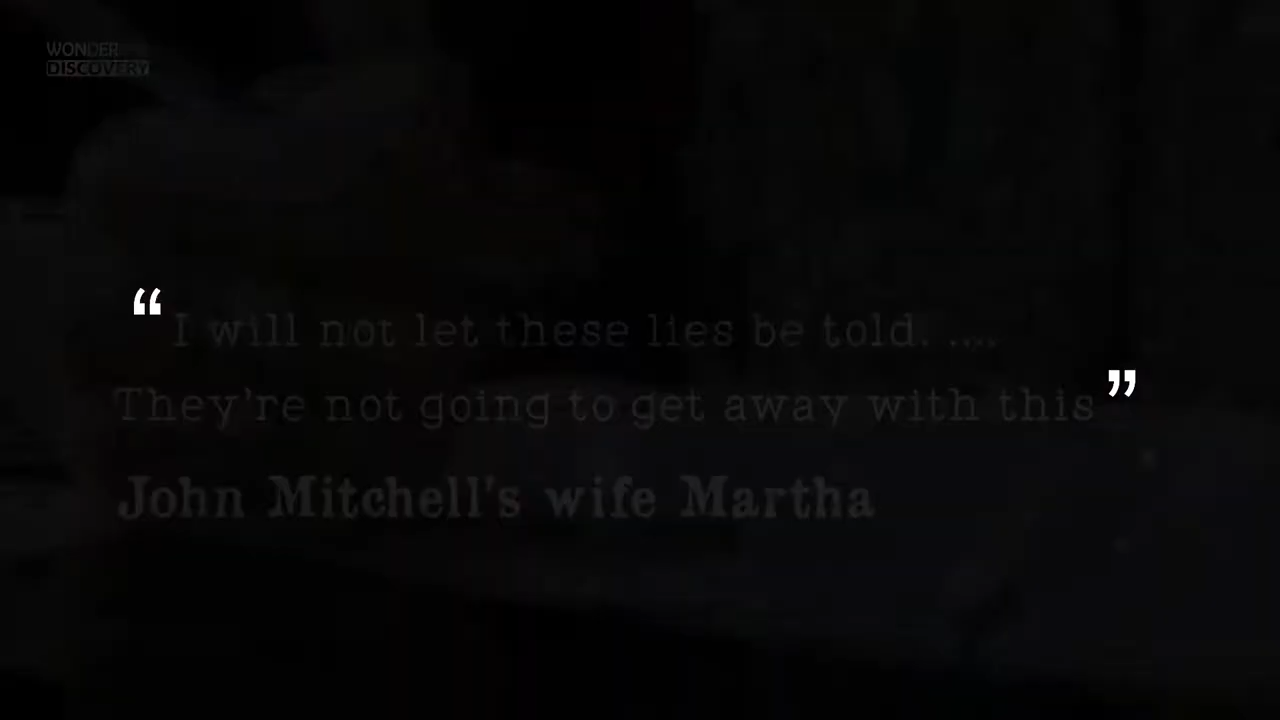 WONDER
DISCOVERY
“I will not let these lies be told. ....
They're not going to get away with this”
John Mitchell's wife Martha